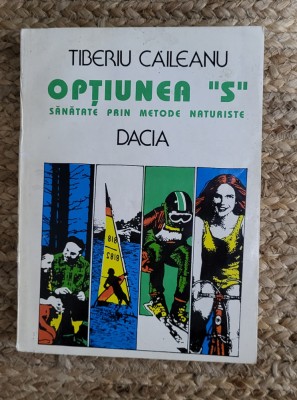 TIBERIU CĂILEANU
OPȚIUNEA "S"
SĂNĂTATE PRIN METODE NATURISTE
DACIA